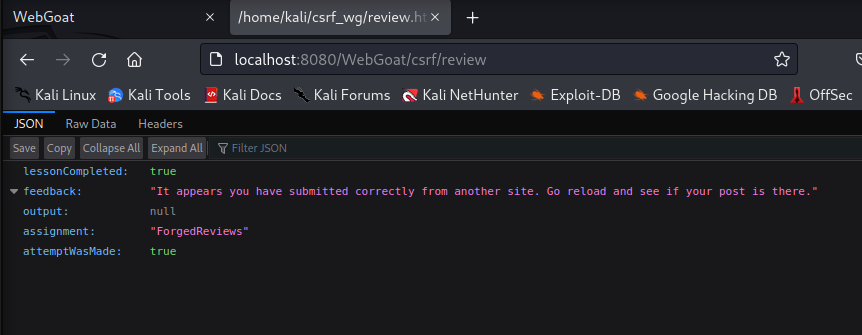 WebGoat
/home/kali/csrf_wg/review.ht
localhost:8080/WebGoat/csrf/review
Kali Linux
Kali Tools
Kali Docs
Kali Forums
Kali NetHunter
Exploit-DB
Google Hacking DB
OffSec
JSON
Raw Data
Headers
Save
Copy
Collapse All
Expand All
Filter JSON
lessonCompleted: true
feedback: "It appears you have submitted correctly from another site. Go reload and see if your post is there."
output: null
assignment: "ForgedReviews"
attemptWasMade: true